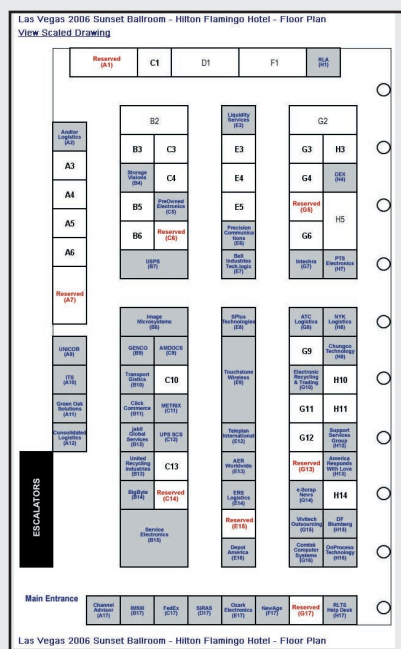 Las Vegas 2006 Sunset Ballroom - Hilton Flamingo Hotel - Floor Plan
View Scaled Drawing
Reserved
(A1)
C1
D1
F1
RLA
(H1)
Andlor
Logistics
(A2)
A3
A4
A5
A6
Reserved
(A7)
UNICOR
(A9)
ITS
(A10)
Green Oak
Solutions
(A11)
Consolidated
Logistics
(A12)
ESCALATORS
B2
B3
C3
Storage
Visions
(B4)
C4
B5
PreOwned
Electronics
(C5)
B6
Reserved
(C6)
USPS
(B7)
Image
Microsystems
(B8)
GENCO
(B9)
AMDOCS
(C9)
Transport
Gistics
(B10)
C10
Click
Commerce
(B11)
METRIX
(C11)
Jabil
Global
Services
(B12)
UPS SCS
(C12)
United
Recycling
Industries
(B13)
C13
BigByte
(B14)
Reserved
(C14)
Service
Electronics
(B15)
Liquidity
Services
(E2)
E3
E4
E5
Precision
Communica
tions
(E6)
Bell
Industries
Tech.logix
(E7)
SPlus
Technologies
(E8)
Touchstone
Wireless
(E9)
Teleplan
International
(E12)
AER
Worldwide
(E13)
ERS
Logistics
(E14)
Reserved
(E15)
Depot
America
(E16)
G2
G3
H3
G4
DEX
(H4)
Reserved
(G5)
H5
G6
Intechra
(G7)
PTS
Electronics
(H7)
ATC
Logistics
(G8)
NYK
Logistics
(H8)
G9
Chungco
Technology
(H9)
Electronic
Recycling
& Trading
(G10)
H10
G11
H11
G12
Support
Services
Group
(H12)
Reserved
(G13)
America
Responds
With Love
(H13)
e-Scrap
News
(G14)
H14
Vivitech
Outsourcing
(G15)
DF
Blumberg
(H15)
Comtek
Computer
Systems
(G16)
OnProcess
Technology
(H16)
Main Entrance
Channel
Advisor
(A17)
IMSIII
(B17)
FedEx
(C17)
SIRAS
(D17)
Ozark
Electronics
(E17)
NewAge
(F17)
Reserved
(G17)
RLTS
Help Desk
(H17)
Las Vegas 2006 Sunset Ballroom - Hilton Flamingo Hotel - Floor Plan